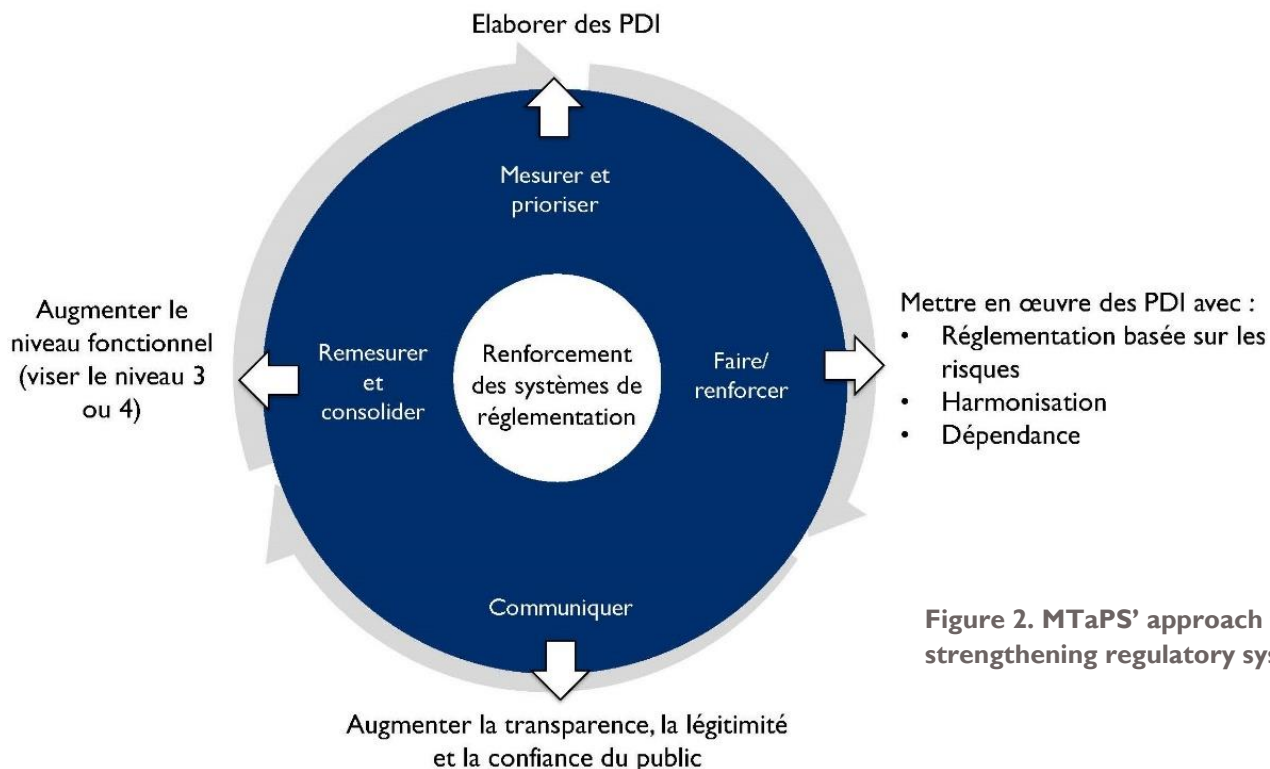 Elaborer des PDI
Mesurer et
prioriser
Augmenter le
niveau fonctionnel
(viser le niveau 3
ou 4)
Remesurer
et
consolider
Renforcement
des systèmes de
réglementation
Faire/
renforcer
Mettre en œuvre des PDI avec :
• Réglementation basée sur les
risques
• Harmonisation
• Dépendance
Communiquer
Augmenter la transparence, la légitimité
et la confiance du public
Figure 2. MTaPS’ approach
strengthening regulatory